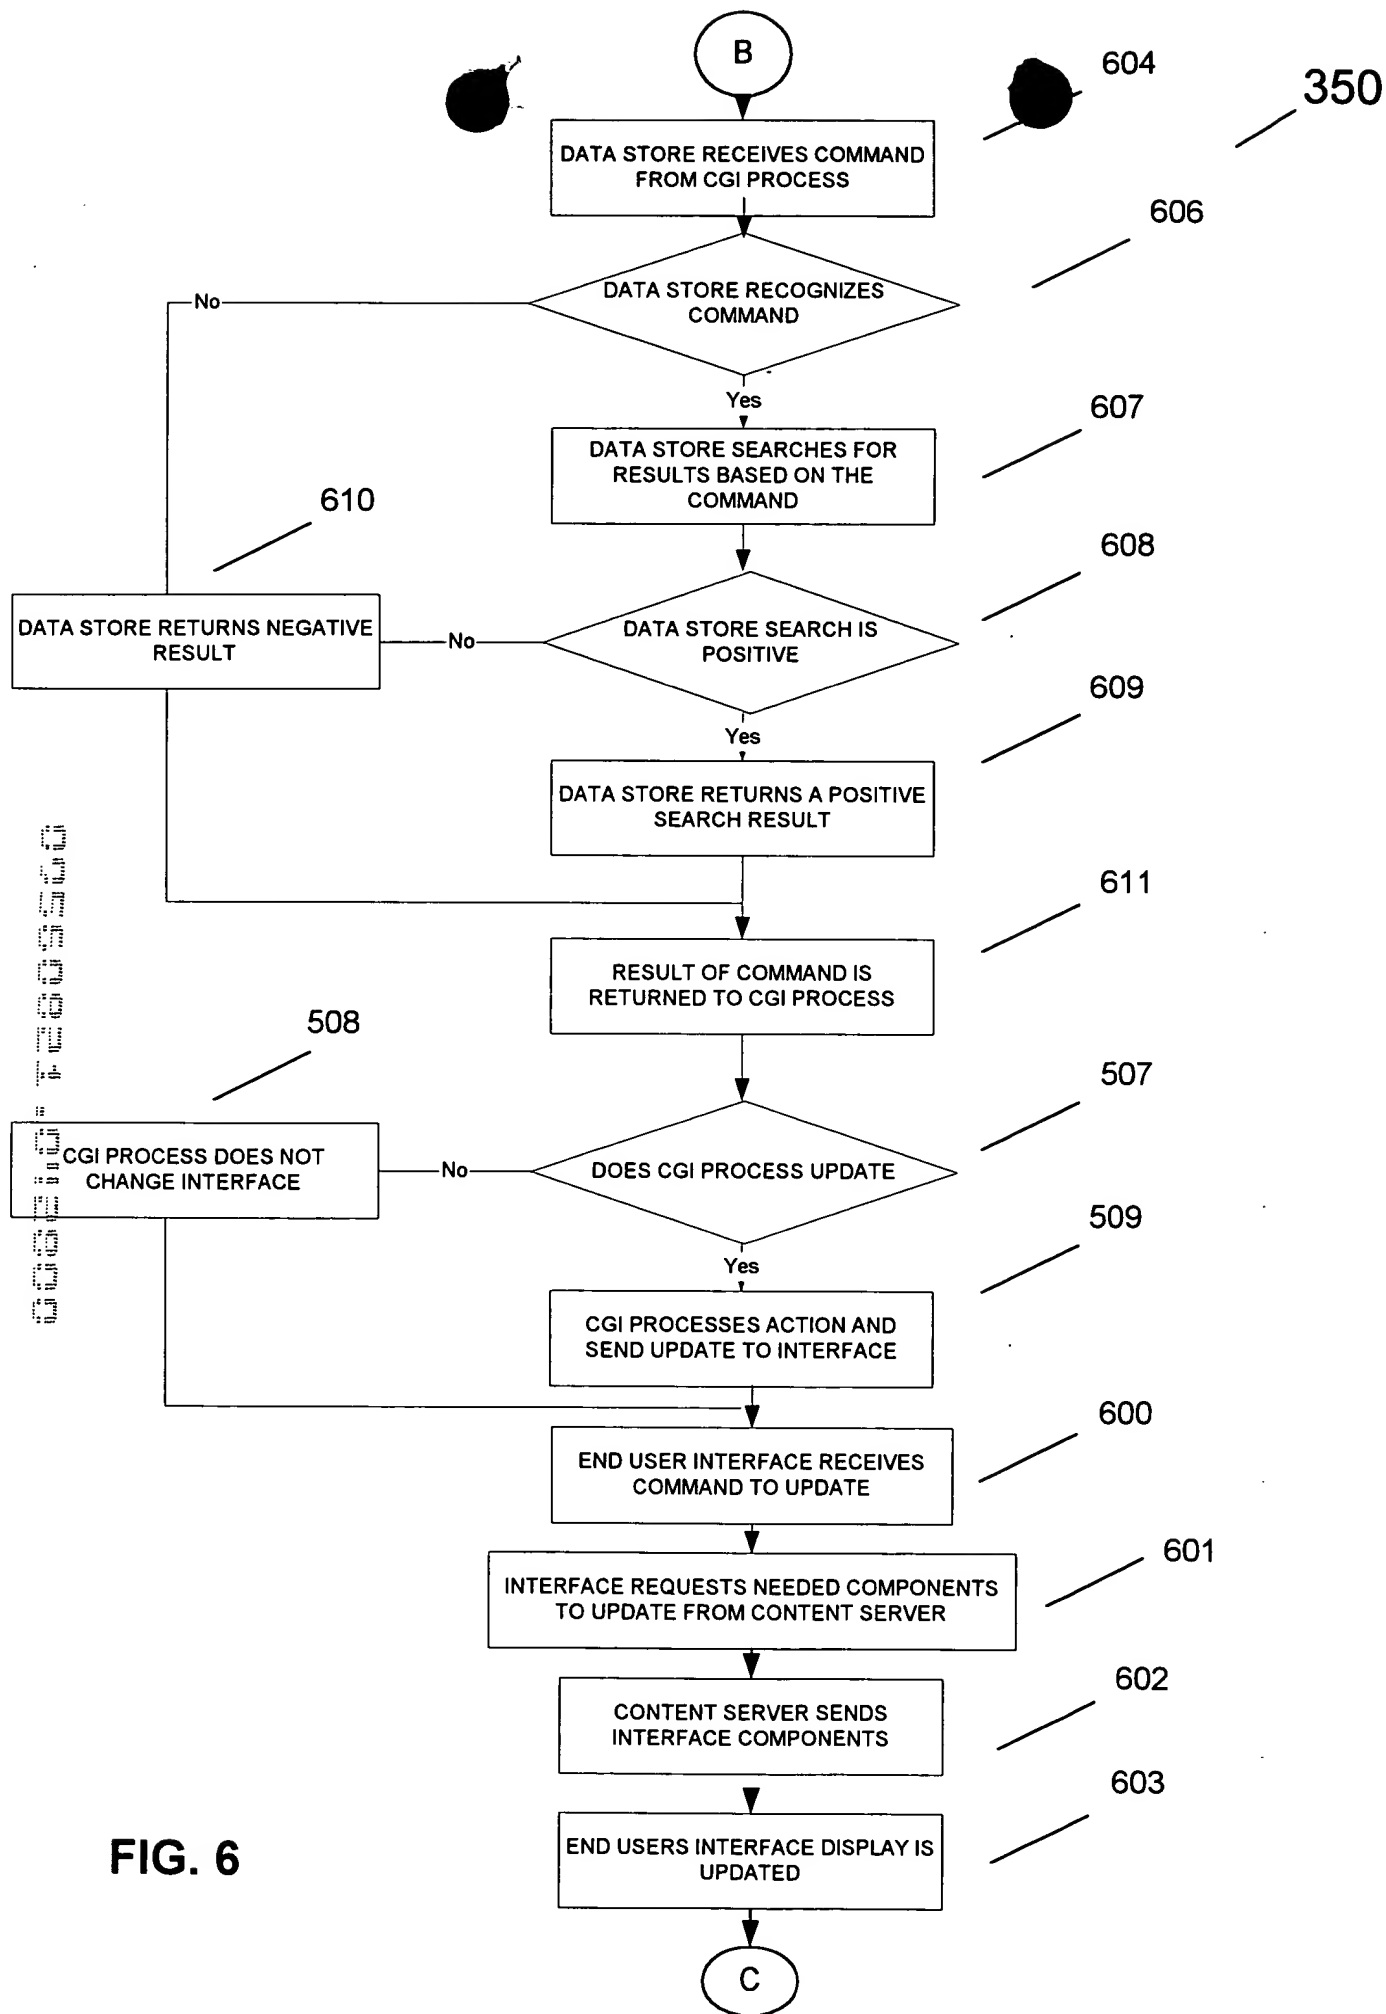 B
604
350
DATA STORE RECEIVES COMMAND
FROM CGI PROCESS
606
DATA STORE RECOGNIZES
COMMAND
No
Yes
607
DATA STORE SEARCHES FOR
RESULTS BASED ON THE
COMMAND
610
608
DATA STORE RETURNS NEGATIVE
RESULT
No
DATA STORE SEARCH IS
POSITIVE
609
Yes
DATA STORE RETURNS A POSITIVE
SEARCH RESULT
611
RESULT OF COMMAND IS
RETURNED TO CGI PROCESS
508
507
CGI PROCESS DOES NOT
CHANGE INTERFACE
No
DOES CGI PROCESS UPDATE
509
Yes
CGI PROCESSES ACTION AND
SEND UPDATE TO INTERFACE
600
END USER INTERFACE RECEIVES
COMMAND TO UPDATE
601
INTERFACE REQUESTS NEEDED COMPONENTS
TO UPDATE FROM CONTENT SERVER
602
CONTENT SERVER SENDS
INTERFACE COMPONENTS
603
END USERS INTERFACE DISPLAY IS
UPDATED
FIG. 6
C